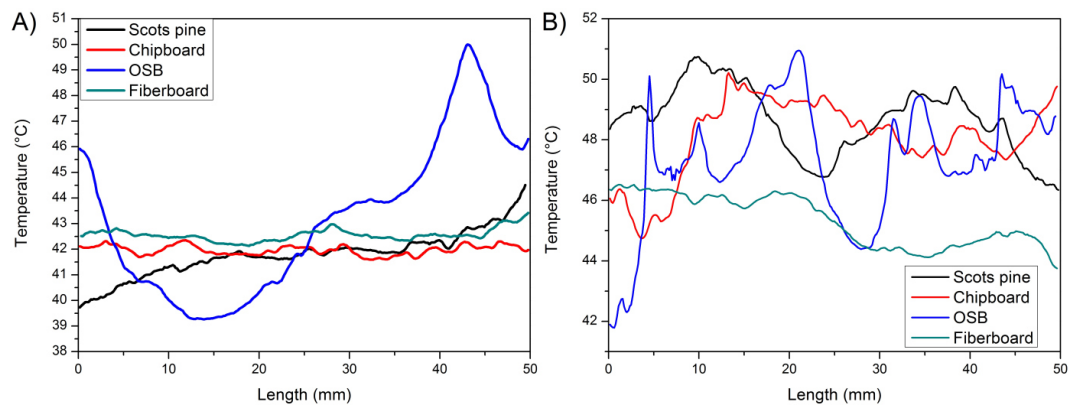 A)
Temperature (°C)
51
50
49
48
47
46
45
44
43
42
41
40
39
38
Scots pine
Chipboard
OSB
Fiberboard
0
10
20
30
40
50
Length (mm)
B)
Temperature (°C)
52
50
48
46
44
42
Scots pine
Chipboard
OSB
Fiberboard
0
10
20
30
40
50
Length (mm)